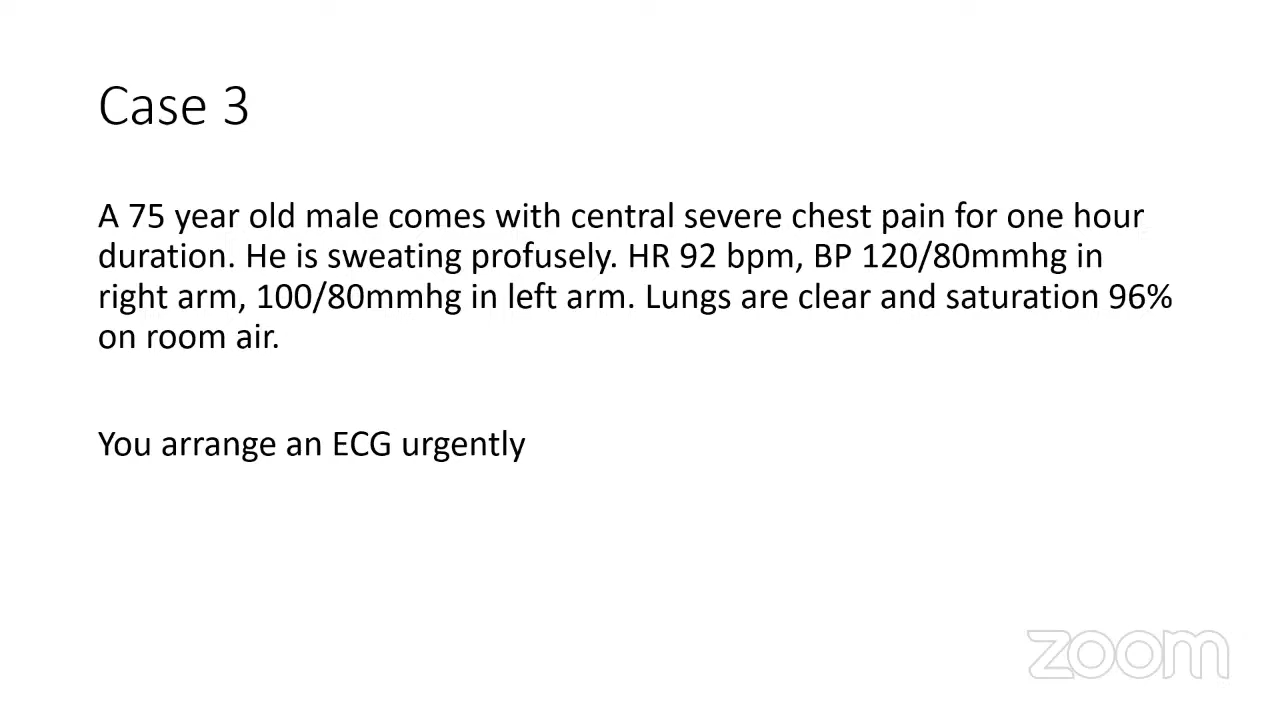 Case 3
A 75 year old male comes with central severe chest pain for one hour
duration. He is sweating profusely. HR 92 bpm, BP 120/80mmhg in
right arm, 100/80mmhg in left arm. Lungs are clear and saturation 96%
on room air.
You arrange an ECG urgently
zoom